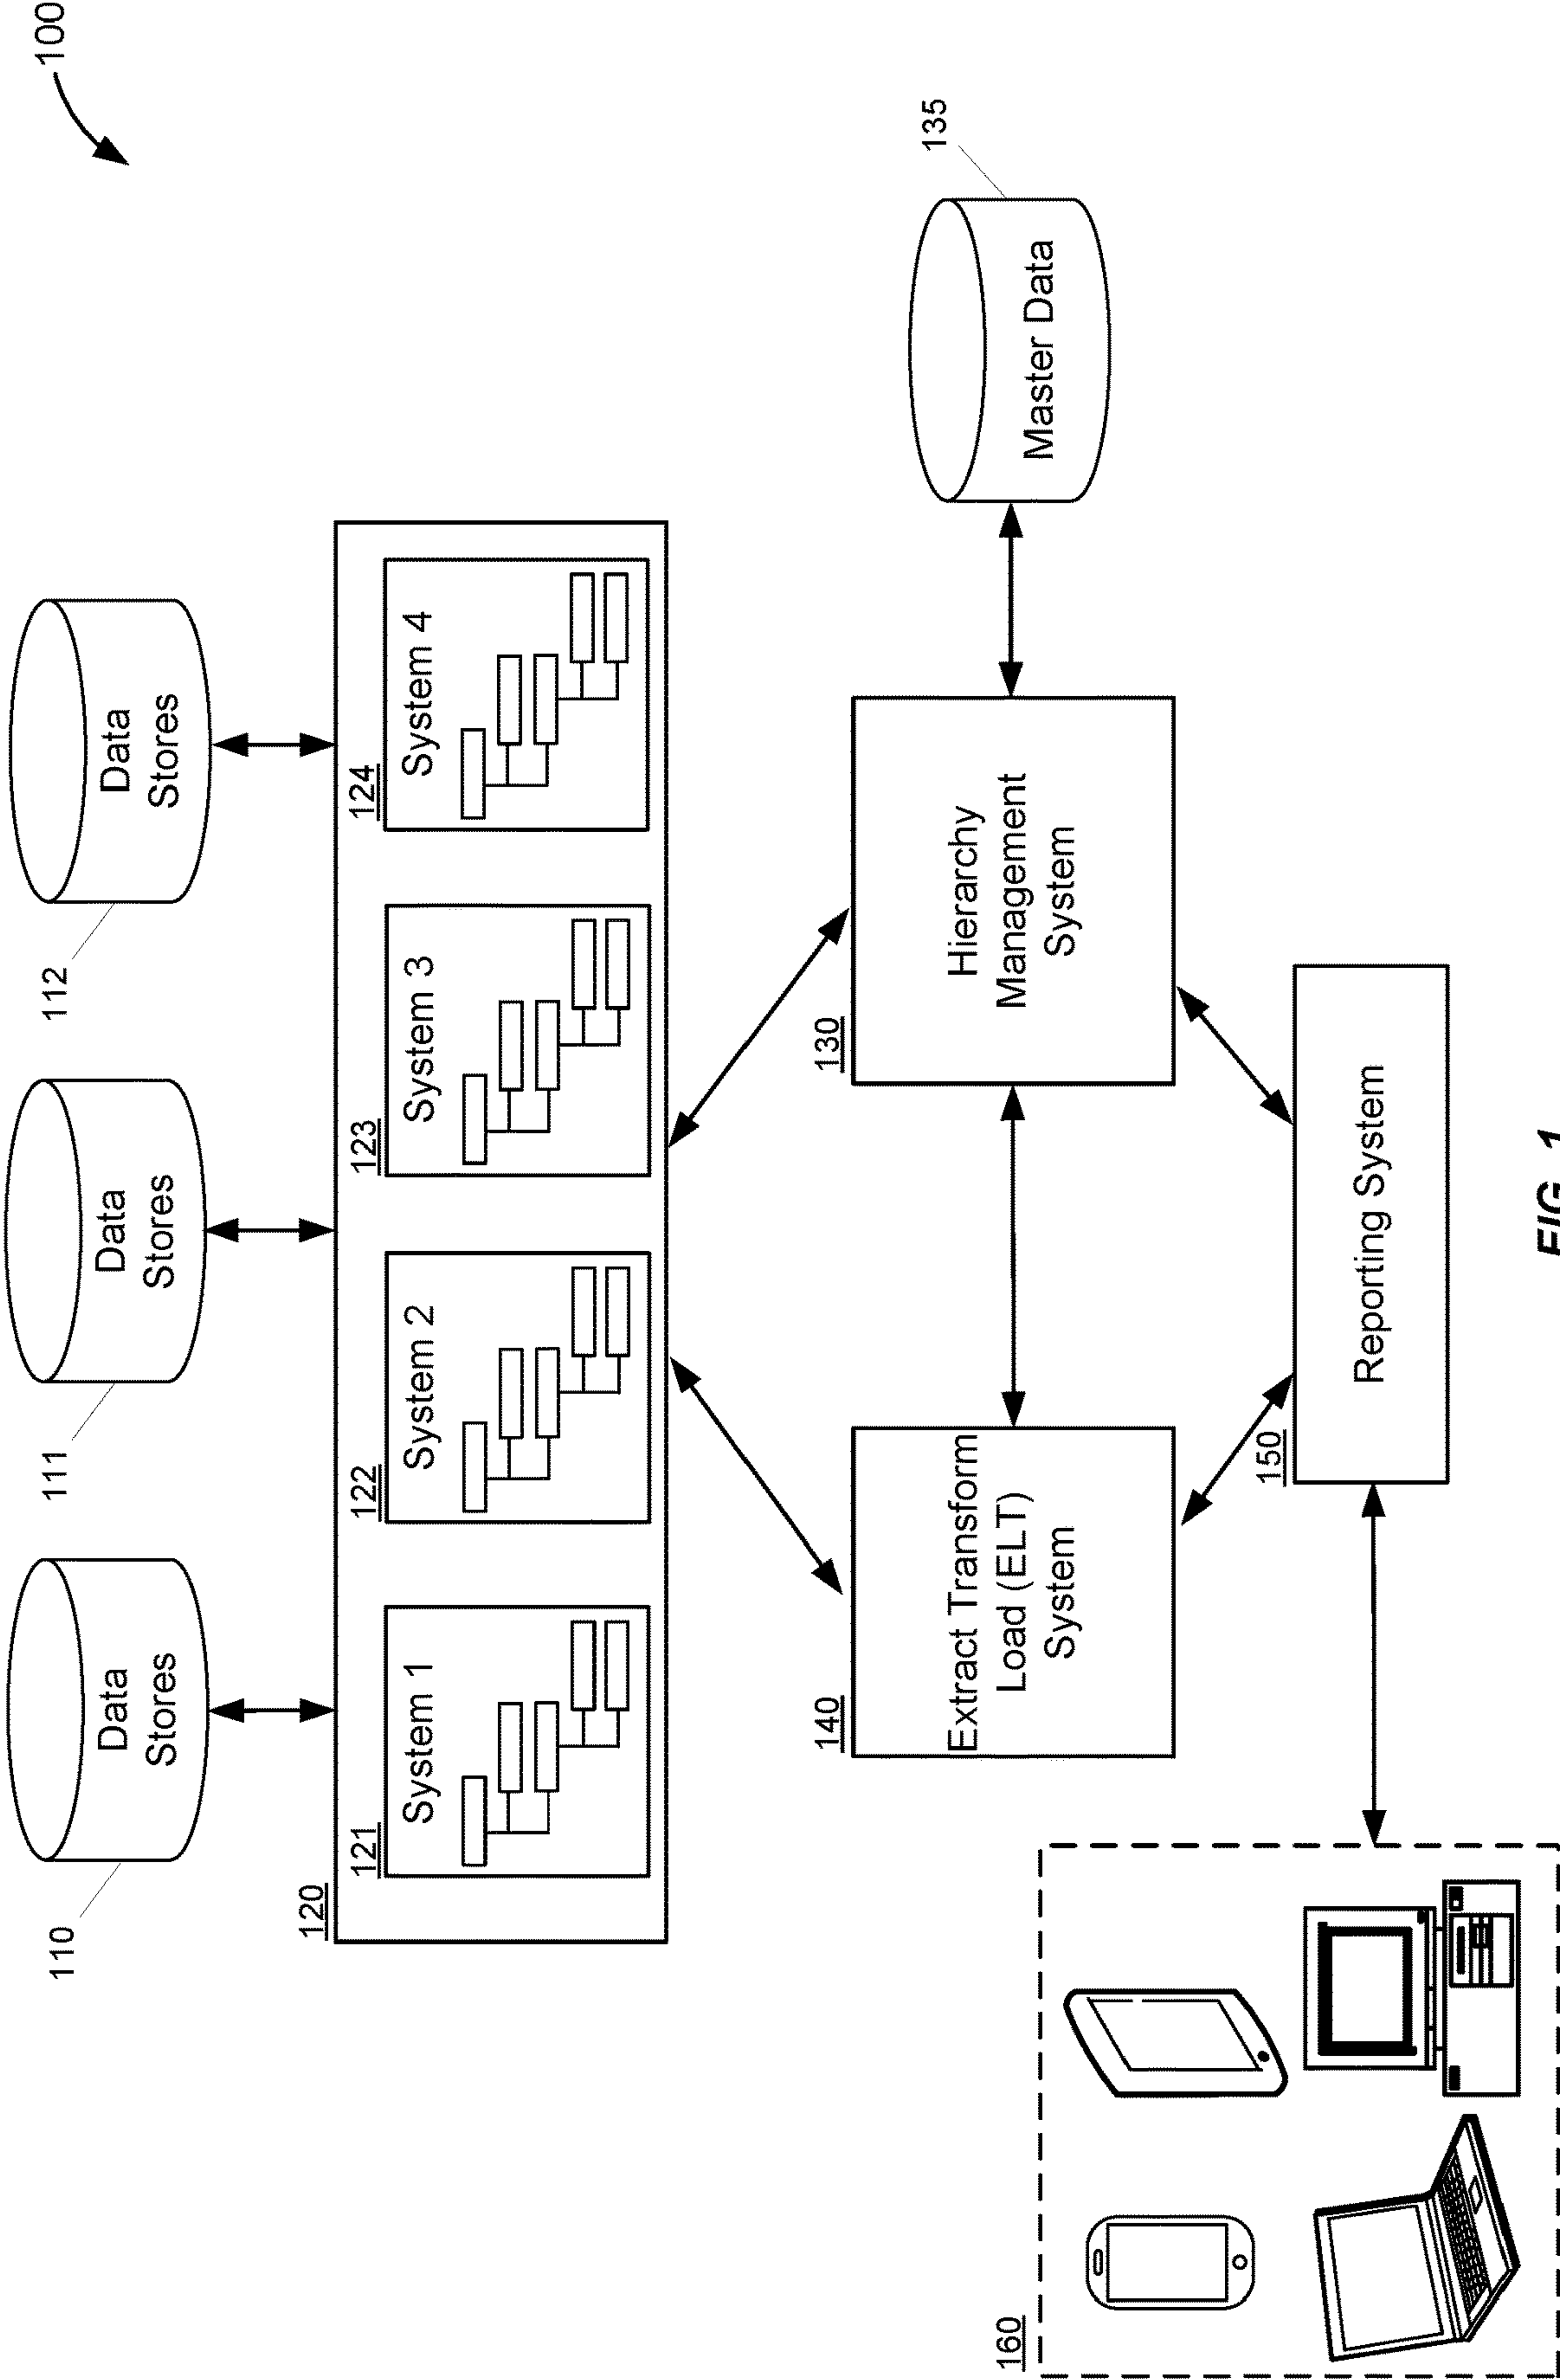 100
112
111
110
Data
Stores
Data
Stores
Data
Stores
120
121
System 1
122
System 2
123
System 3
124
System 4
140
Extract Transform
Load (ELT)
System
130
Hierarchy
Management
System
135
Master Data
150
Reporting System
160
FIG. 1